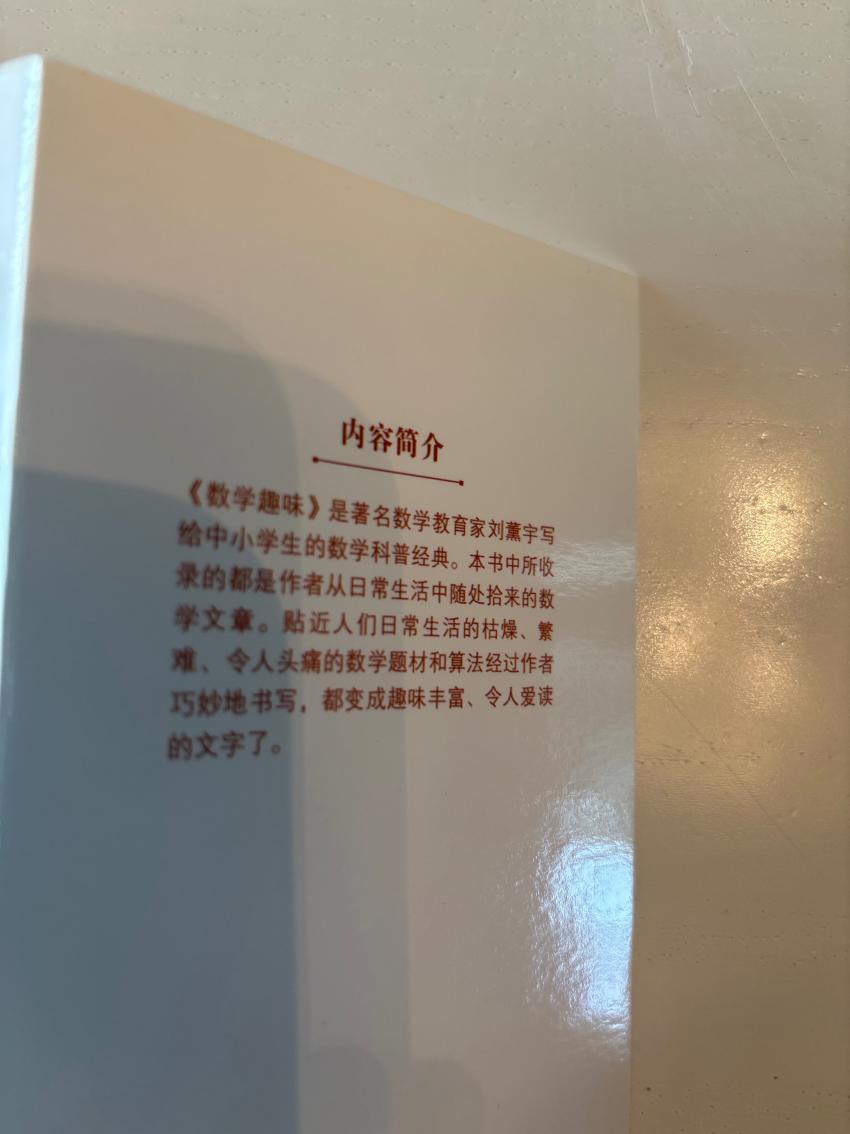 内容简介
《数学趣味》是著名数学教育家刘薰宇写
给中小学生的数学科普经典。本书中所收
录的都是作者从日常生活中随处拾来的数
学文章。贴近人们日常生活的枯燥、繁
难、令人头痛的数学题材和算法经过作者
巧妙地书写，都变成趣味丰富、令人爱读
的文字了。